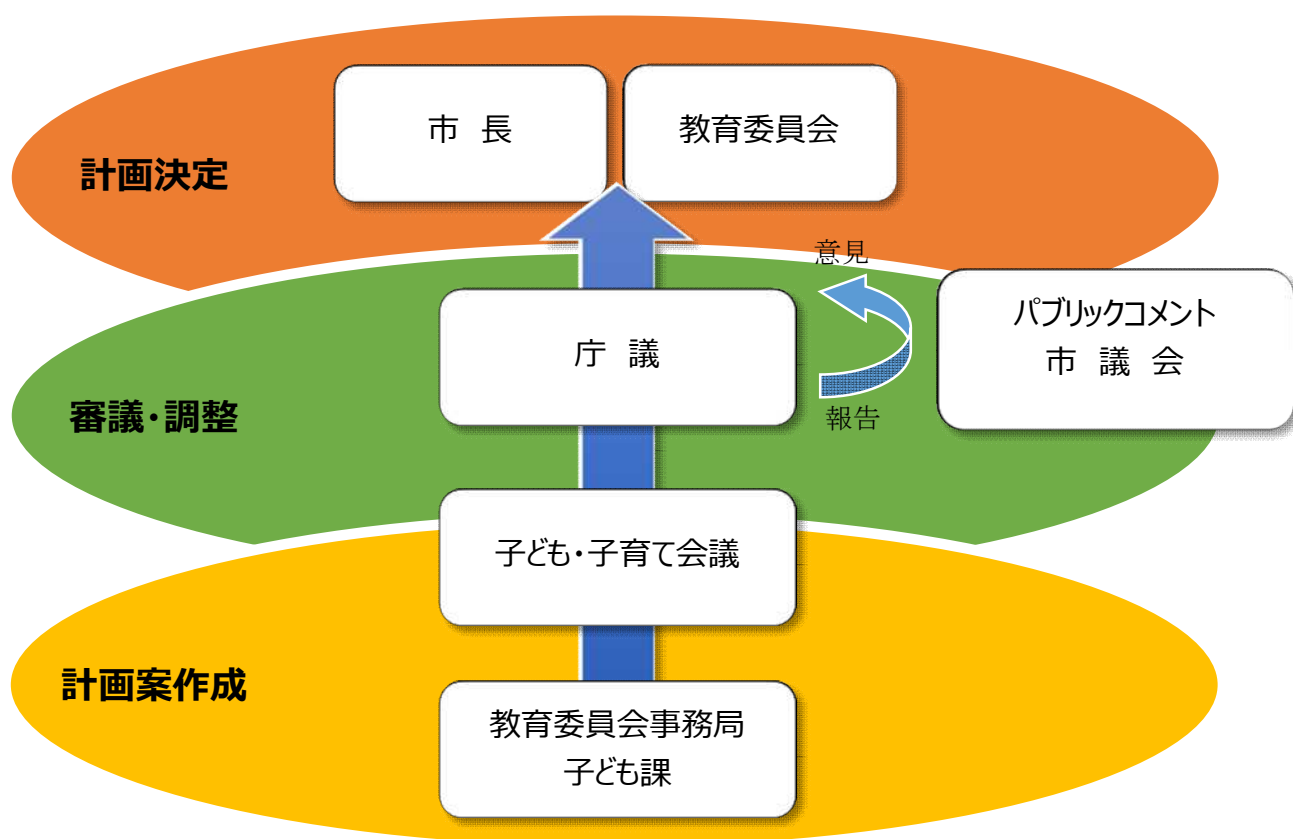 市 長
教育委員会
計画決定
意見
パブリックコメント
市 議 会
庁 議
審議・調整
報告
子ども・子育て会議
計画案作成
教育委員会事務局
子ども課